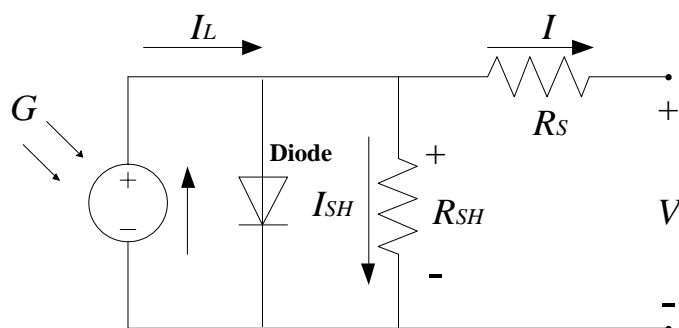 I_L
I
G
R_S
+
Diode
+
+
−
I_SH
R_SH
V
-
-